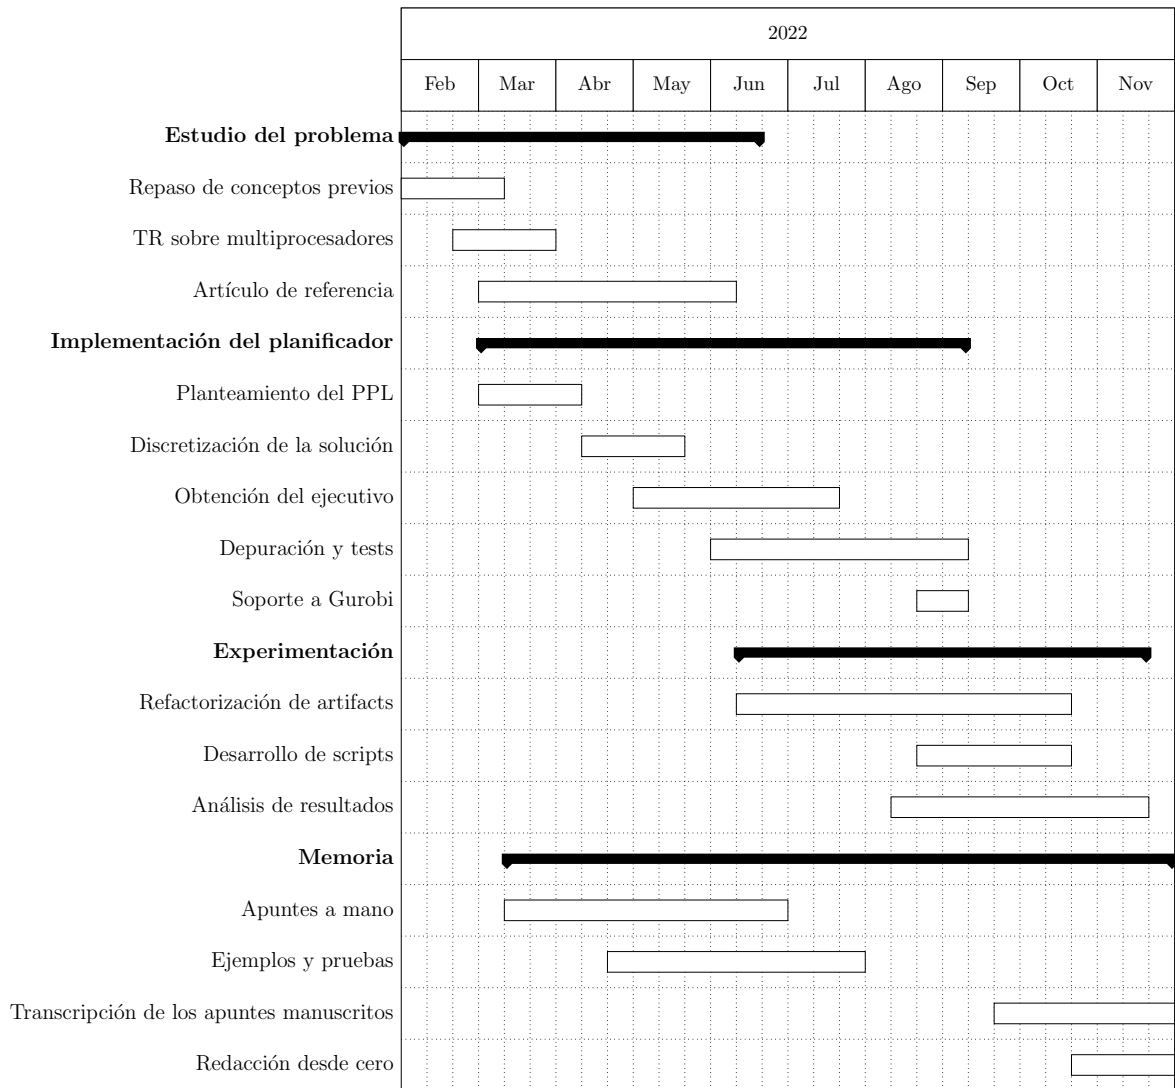 2022
Feb Mar Abr May Jun Jul Ago Sep Oct Nov
Estudio del problema
Repaso de conceptos previos
TR sobre multiprocesadores
Artículo de referencia
Implementación del planificador
Planteamiento del PPL
Discretización de la solución
Obtención del ejecutivo
Depuración y tests
Soporte a Gurobi
Experimentación
Refactorización de artifacts
Desarrollo de scripts
Análisis de resultados
Memoria
Apuntes a mano
Ejemplos y pruebas
Transcripción de los apuntes manuscritos
Redacción desde cero